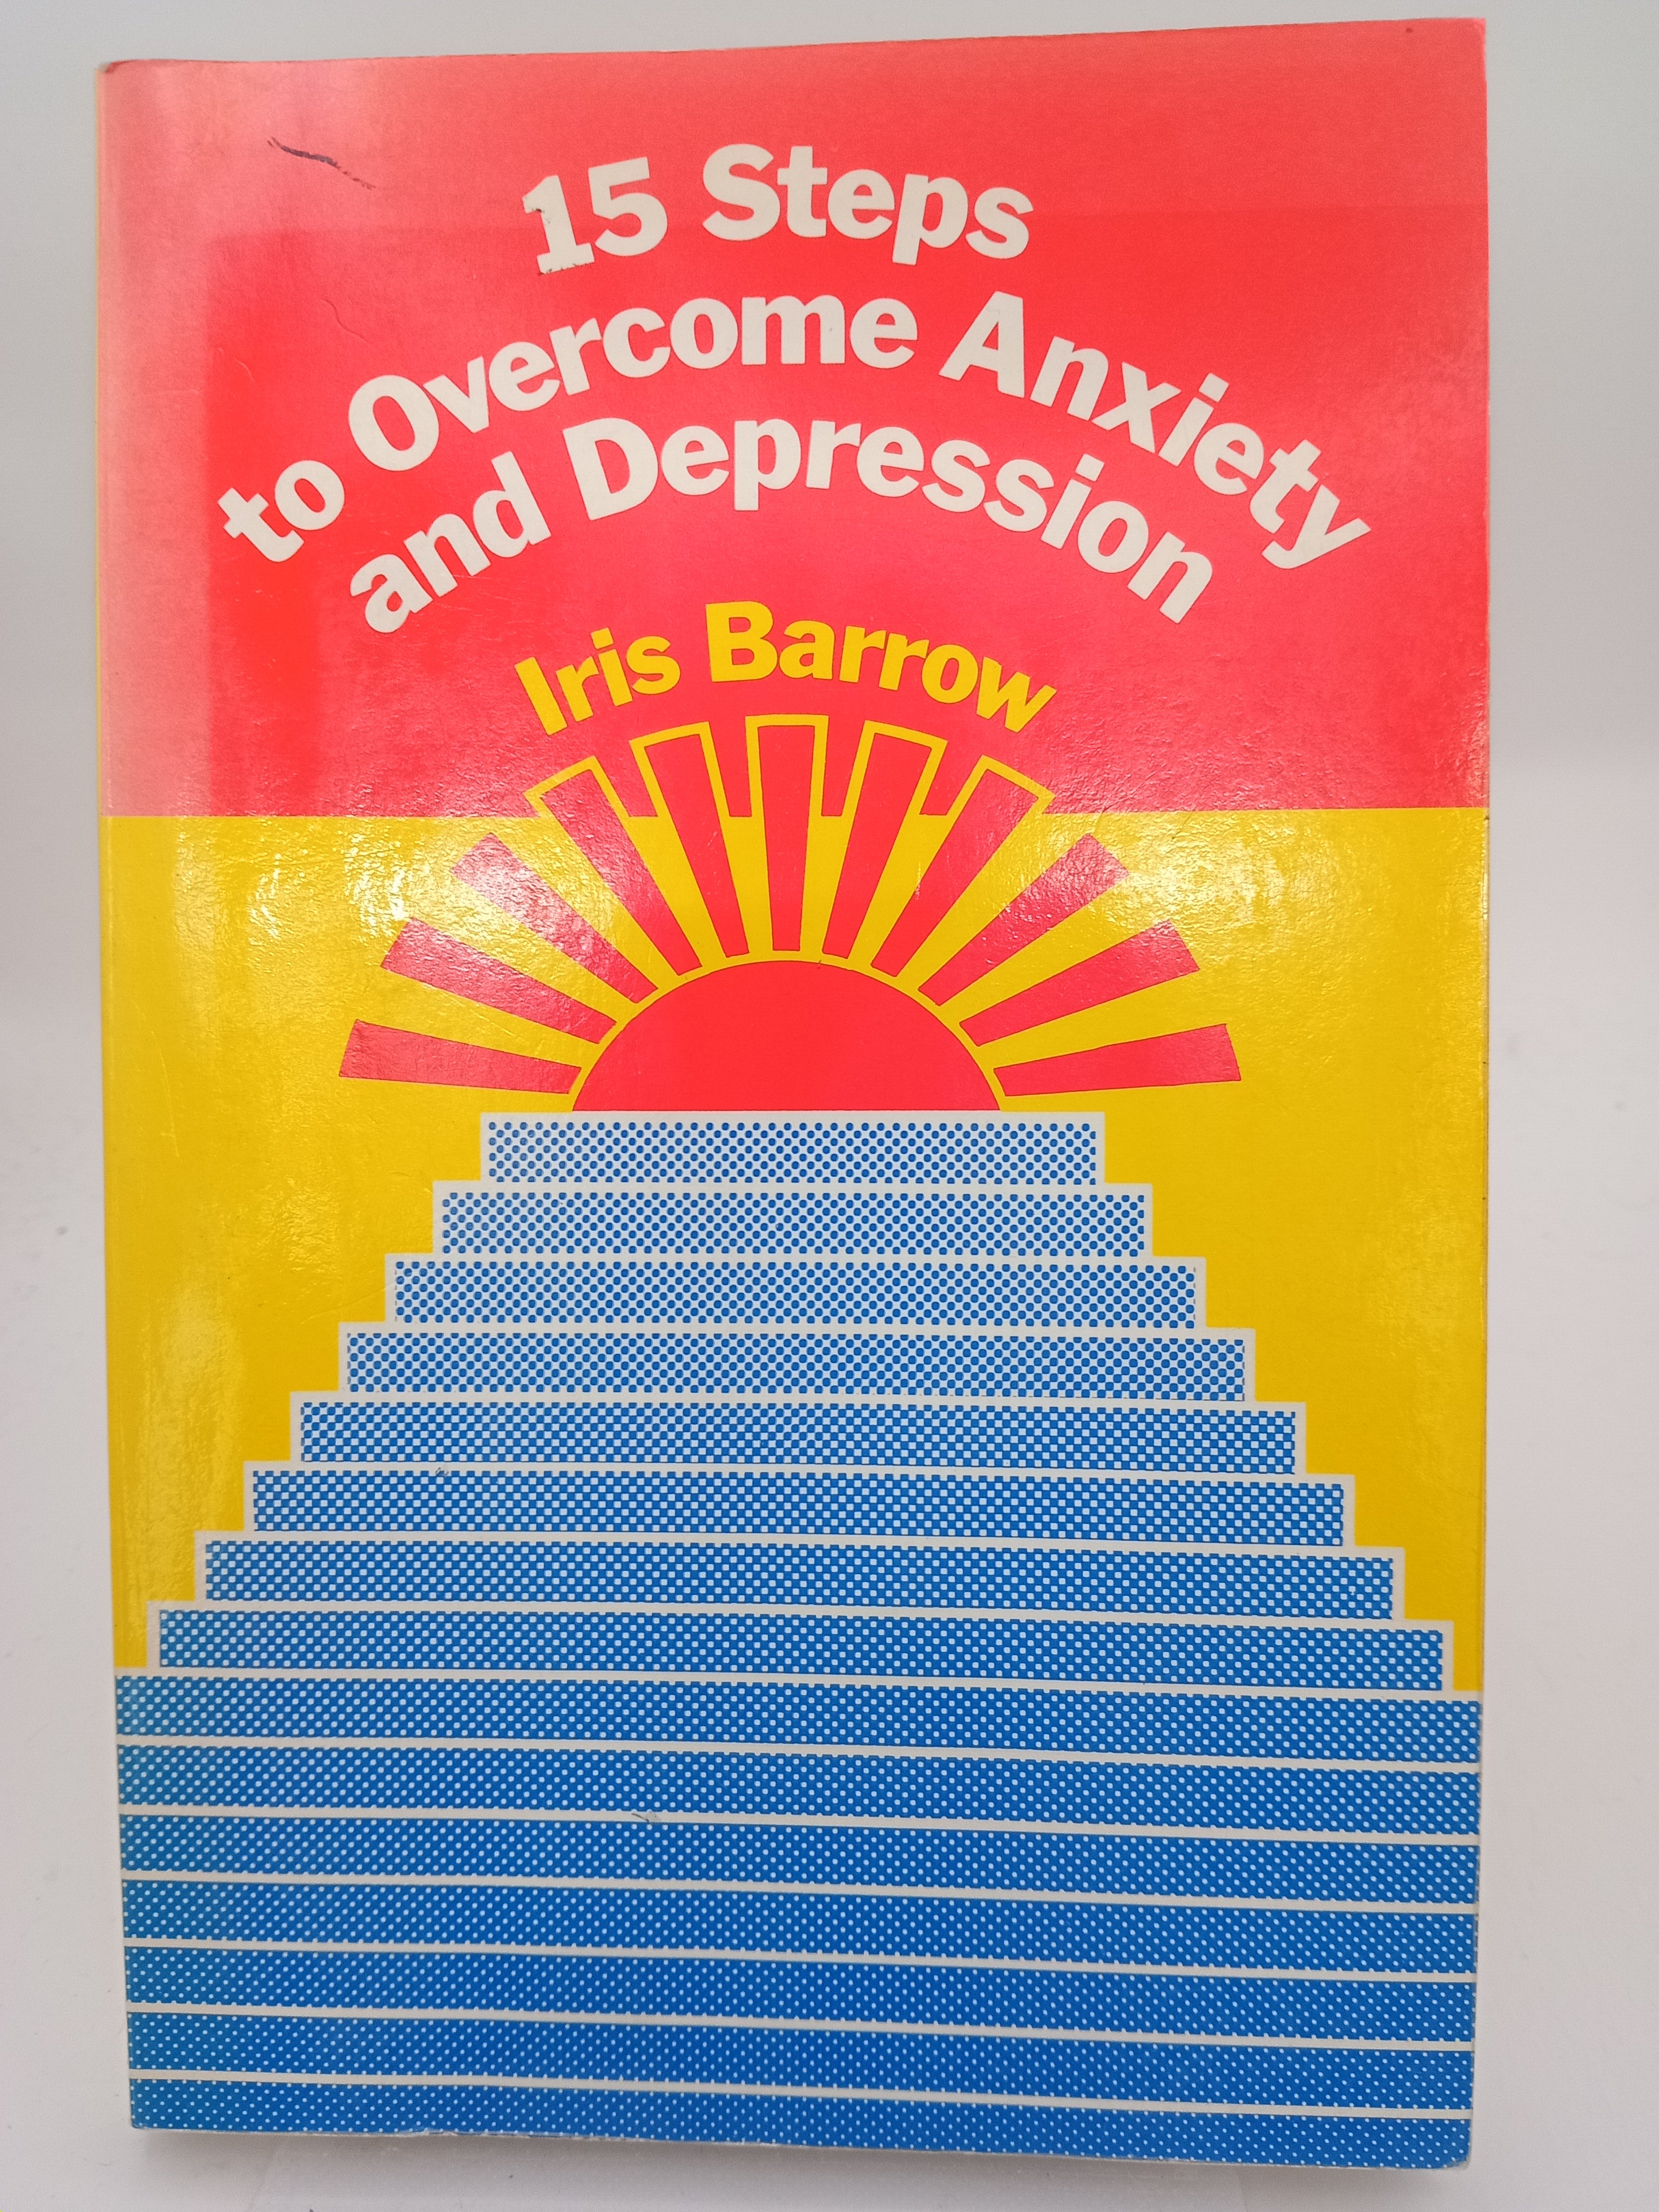 15 Steps
to Overcome Anxiety
and Depression
Iris Barrow